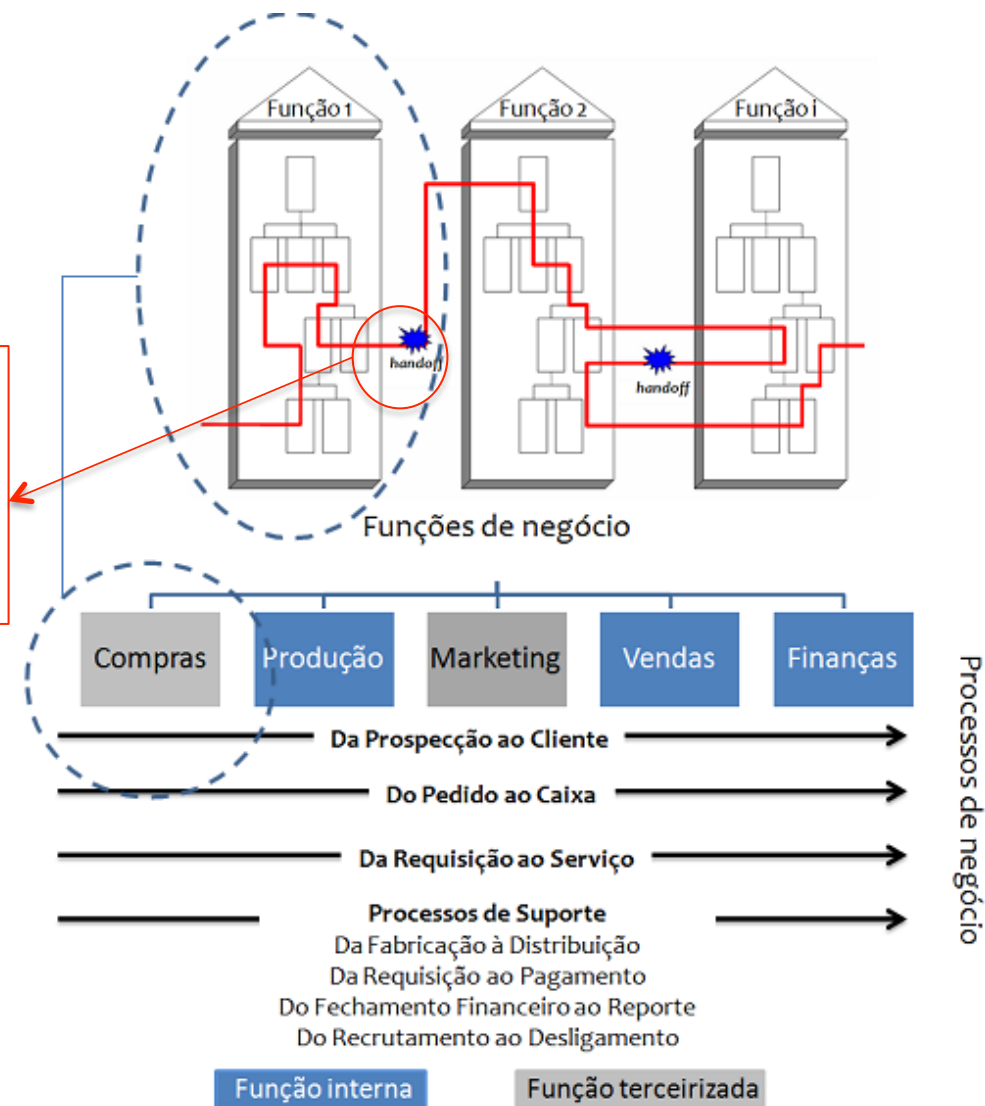 Função 1
Função 2
Função i
handoff
handoff
Funções de negócio
Compras
Produção
Marketing
Vendas
Finanças
Processos de negócio
Da Prospecção ao Cliente
Do Pedido ao Caixa
Da Requisição ao Serviço
Processos de Suporte
Da Fabricação à Distribuição
Da Requisição ao Pagamento
Do Fechamento Financeiro ao Reporte
Do Recrutamento ao Desligamento
Função interna
Função terceirizada